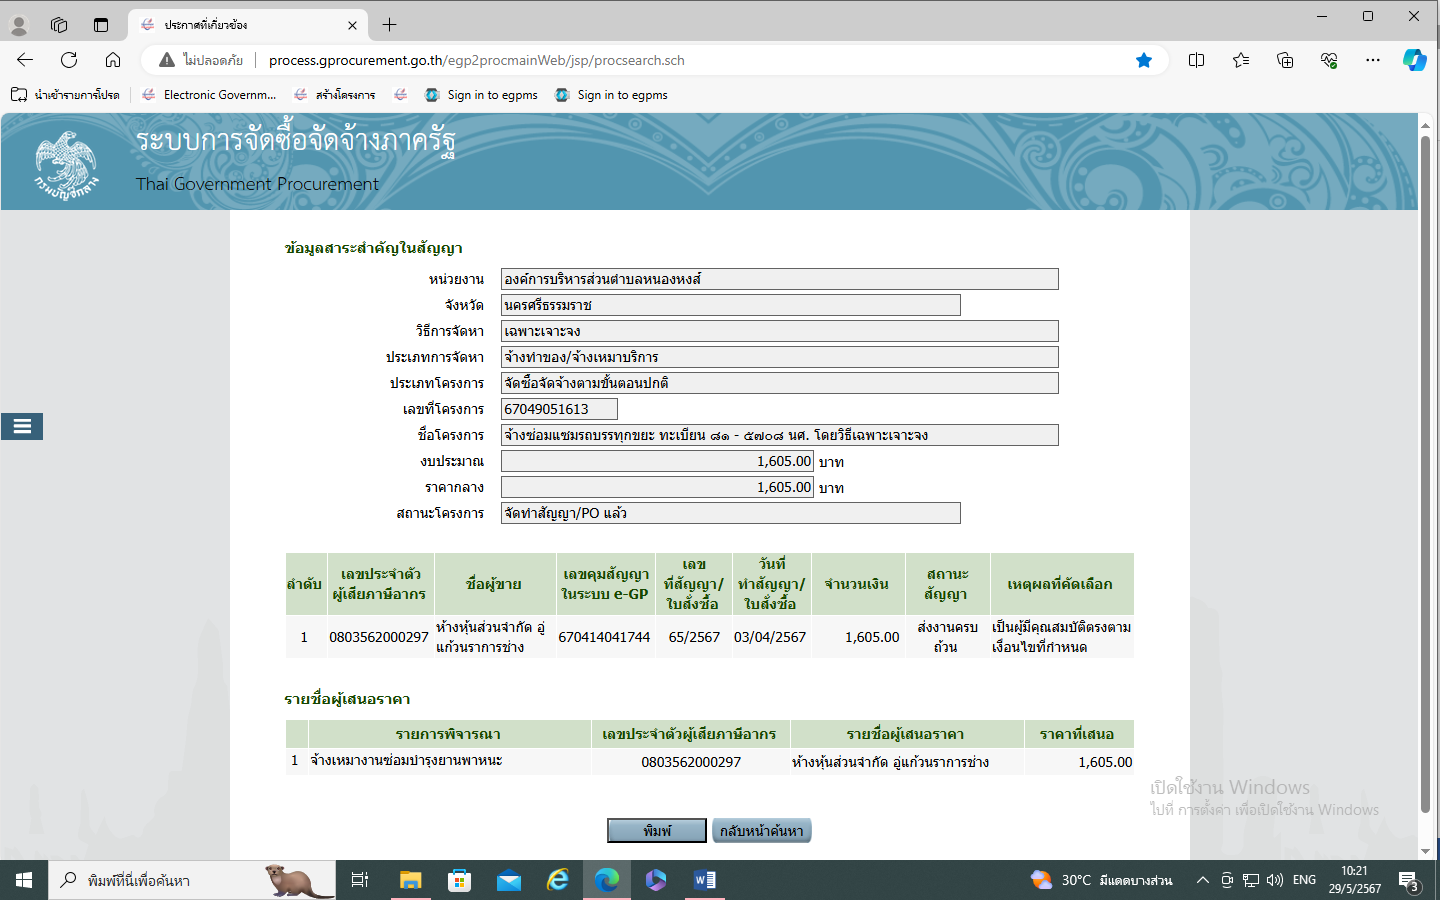 ประกาศที่เกี่ยวข้อง
ไม่ปลอดภัย process.gprocurement.go.th/egp2procmainWeb/jsp/procsearch.sch
นำเข้ารายการโปรด Electronic Governm... สร้างโครงการ Sign in to egpms Sign in to egpms
ระบบการจัดซื้อจัดจ้างภาครัฐ
Thai Government Procurement
กรมบัญชีกลาง
ข้อมูลสาระสำคัญในสัญญา
หน่วยงาน องค์การบริหารส่วนตำบลหนองหงส์
จังหวัด นครศรีธรรมราช
วิธีการจัดหา เฉพาะเจาะจง
ประเภทการจัดหา จ้างทำของ/จ้างเหมาบริการ
ประเภทโครงการ จัดซื้อจัดจ้างตามขั้นตอนปกติ
เลขที่โครงการ 67049051613
ชื่อโครงการ จ้างซ่อมแซมรถบรรทุกขยะ ทะเบียน ๘๑ - ๕๗๐๘ นศ. โดยวิธีเฉพาะเจาะจง
งบประมาณ 1,605.00 บาท
ราคากลาง 1,605.00 บาท
สถานะโครงการ จัดทำสัญญา/PO แล้ว
ลำดับ เลขประจำตัวผู้เสียภาษีอากร ชื่อผู้ขาย เลขคุมสัญญาในระบบ e-GP เลขที่สัญญา/ใบสั่งซื้อ วันที่ทำสัญญา/ใบสั่งซื้อ จำนวนเงิน สถานะสัญญา เหตุผลที่คัดเลือก
1 0803562000297 ห้างหุ้นส่วนจำกัด อู่แก้วนราการช่าง 670414041744 65/2567 03/04/2567 1,605.00 ส่งงานครบถ้วน เป็นผู้มีคุณสมบัติตรงตามเงื่อนไขที่กำหนด
รายชื่อผู้เสนอราคา
รายการพิจารณา เลขประจำตัวผู้เสียภาษีอากร รายชื่อผู้เสนอราคา ราคาที่เสนอ
1 จ้างเหมางานซ่อมบำรุงยานพาหนะ 0803562000297 ห้างหุ้นส่วนจำกัด อู่แก้วนราการช่าง 1,605.00
เปิดใช้งาน Windows
ไปที่ การตั้งค่า เพื่อเปิดใช้งาน Windows
พิมพ์ กลับหน้าค้นหา
พิมพ์ที่นี่เพื่อค้นหา
30°C มีแดดบางส่วน ENG 10:21
29/5/2567 3